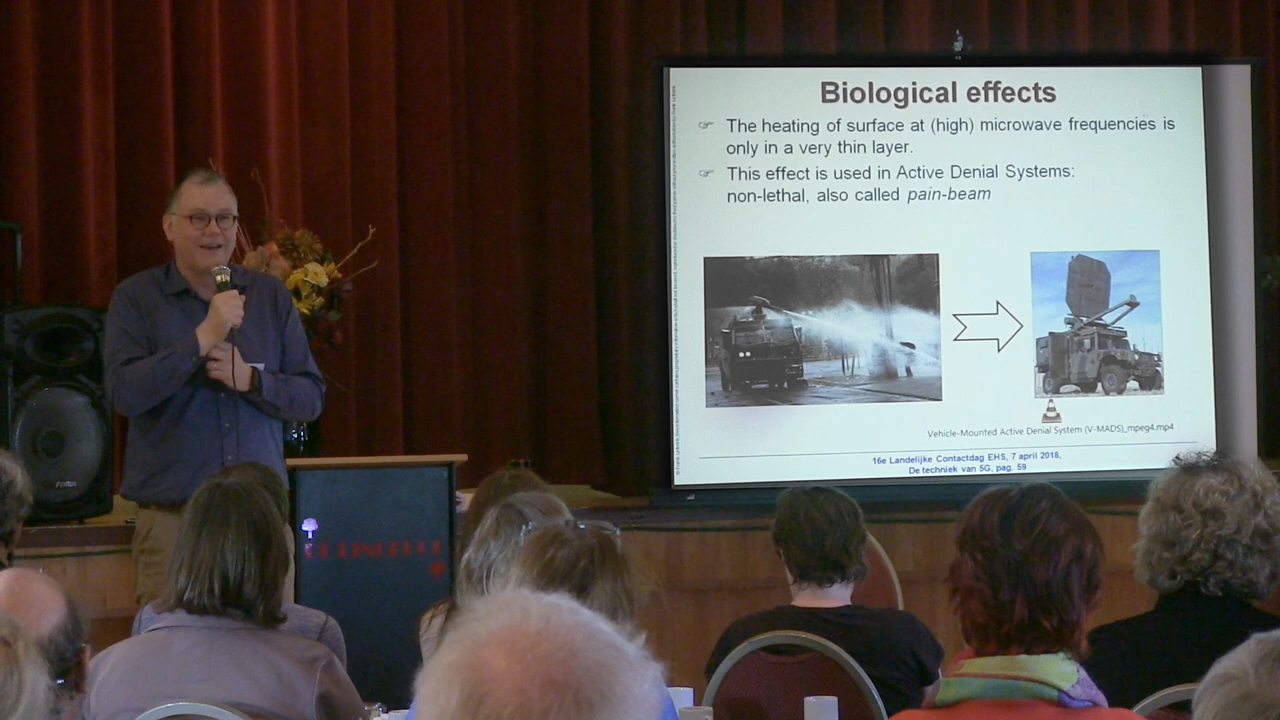 Biological effects
☞ The heating of surface at (high) microwave frequencies is
only in a very thin layer.
☞ This effect is used in Active Denial Systems:
non-lethal, also called pain-beam
Vehicle-Mounted Active Denial System (V-MADS)_mpeg4.mp4
16e Landelijke Contactdag EHS, 7 april 2018,
De techniek van 5G, pag. 59